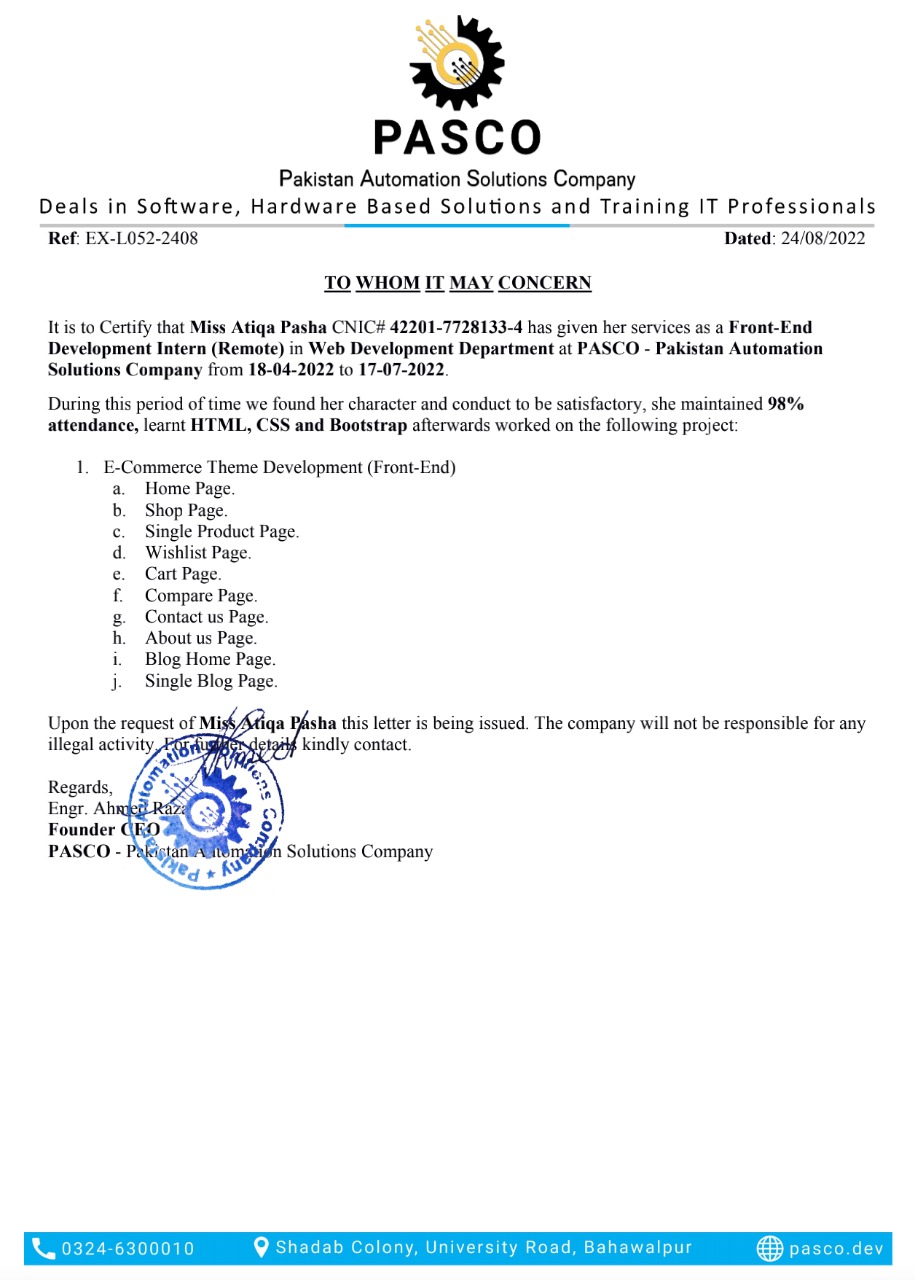 PASCO
Pakistan Automation Solutions Company
Deals in Software, Hardware Based Solutions and Training IT Professionals
Ref: EX-L052-2408 Dated: 24/08/2022
TO WHOM IT MAY CONCERN
It is to Certify that Miss Atiqa Pasha CNIC# 42201-7728133-4 has given her services as a Front-End
Development Intern (Remote) in Web Development Department at PASCO - Pakistan Automation
Solutions Company from 18-04-2022 to 17-07-2022.
During this period of time we found her character and conduct to be satisfactory, she maintained 98%
attendance, learnt HTML, CSS and Bootstrap afterwards worked on the following project:
1. E-Commerce Theme Development (Front-End)
a. Home Page.
b. Shop Page.
c. Single Product Page.
d. Wishlist Page.
e. Cart Page.
f. Compare Page.
g. Contact us Page.
h. About us Page.
i. Blog Home Page.
j. Single Blog Page.
Upon the request of Miss Atiqa Pasha this letter is being issued. The company will not be responsible for any
illegal activity. For further details kindly contact.
Regards,
Engr. Ahmed Raza
Founder CEO
PASCO - Pakistan Automation Solutions Company
Pakistan Automation Solutions Company
0324-6300010 Shadab Colony, University Road, Bahawalpur pasco.dev